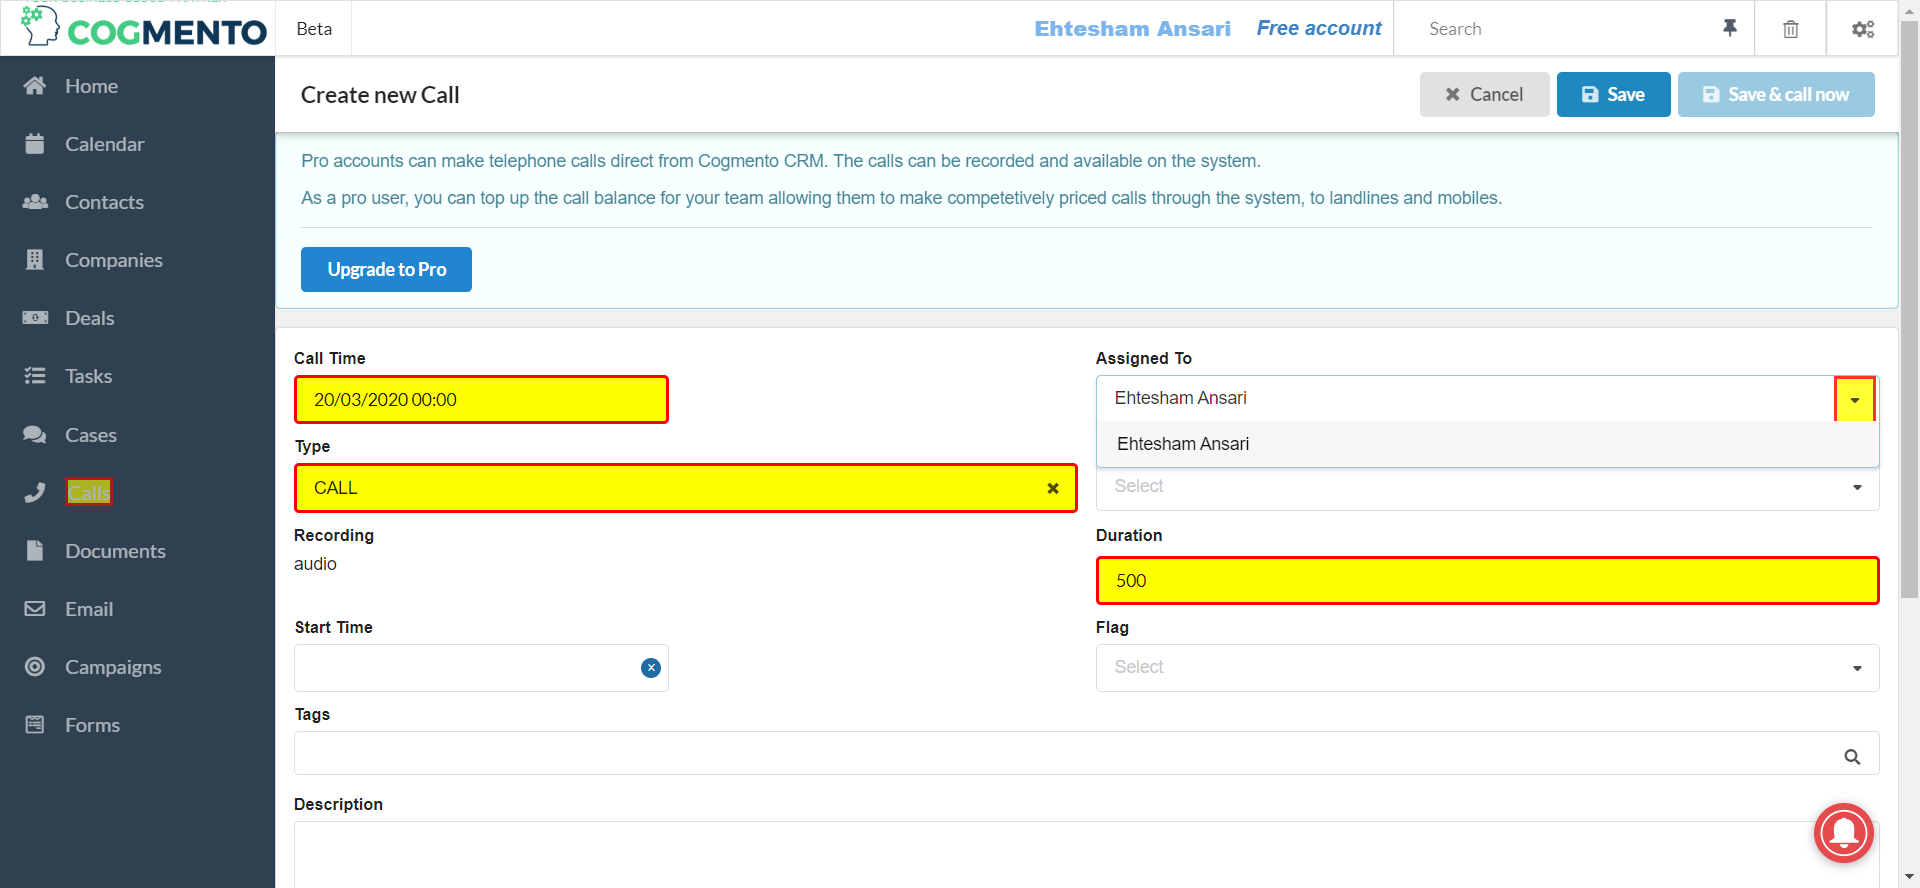 COGMENTO
Beta
Ehtesham Ansari
Free account
Search
Home
Calendar
Contacts
Companies
Deals
Tasks
Cases
Calls
Documents
Email
Campaigns
Forms
Create new Call
Cancel
Save
Save & call now
Pro accounts can make telephone calls direct from Cogmento CRM. The calls can be recorded and available on the system.
As a pro user, you can top up the call balance for your team allowing them to make competetively priced calls through the system, to landlines and mobiles.
Upgrade to Pro
Call Time
20/03/2020 00:00
Assigned To
Ehtesham Ansari
Ehtesham Ansari
Type
CALL
Select
Recording
audio
Duration
500
Start Time
Flag
Select
Tags
Description